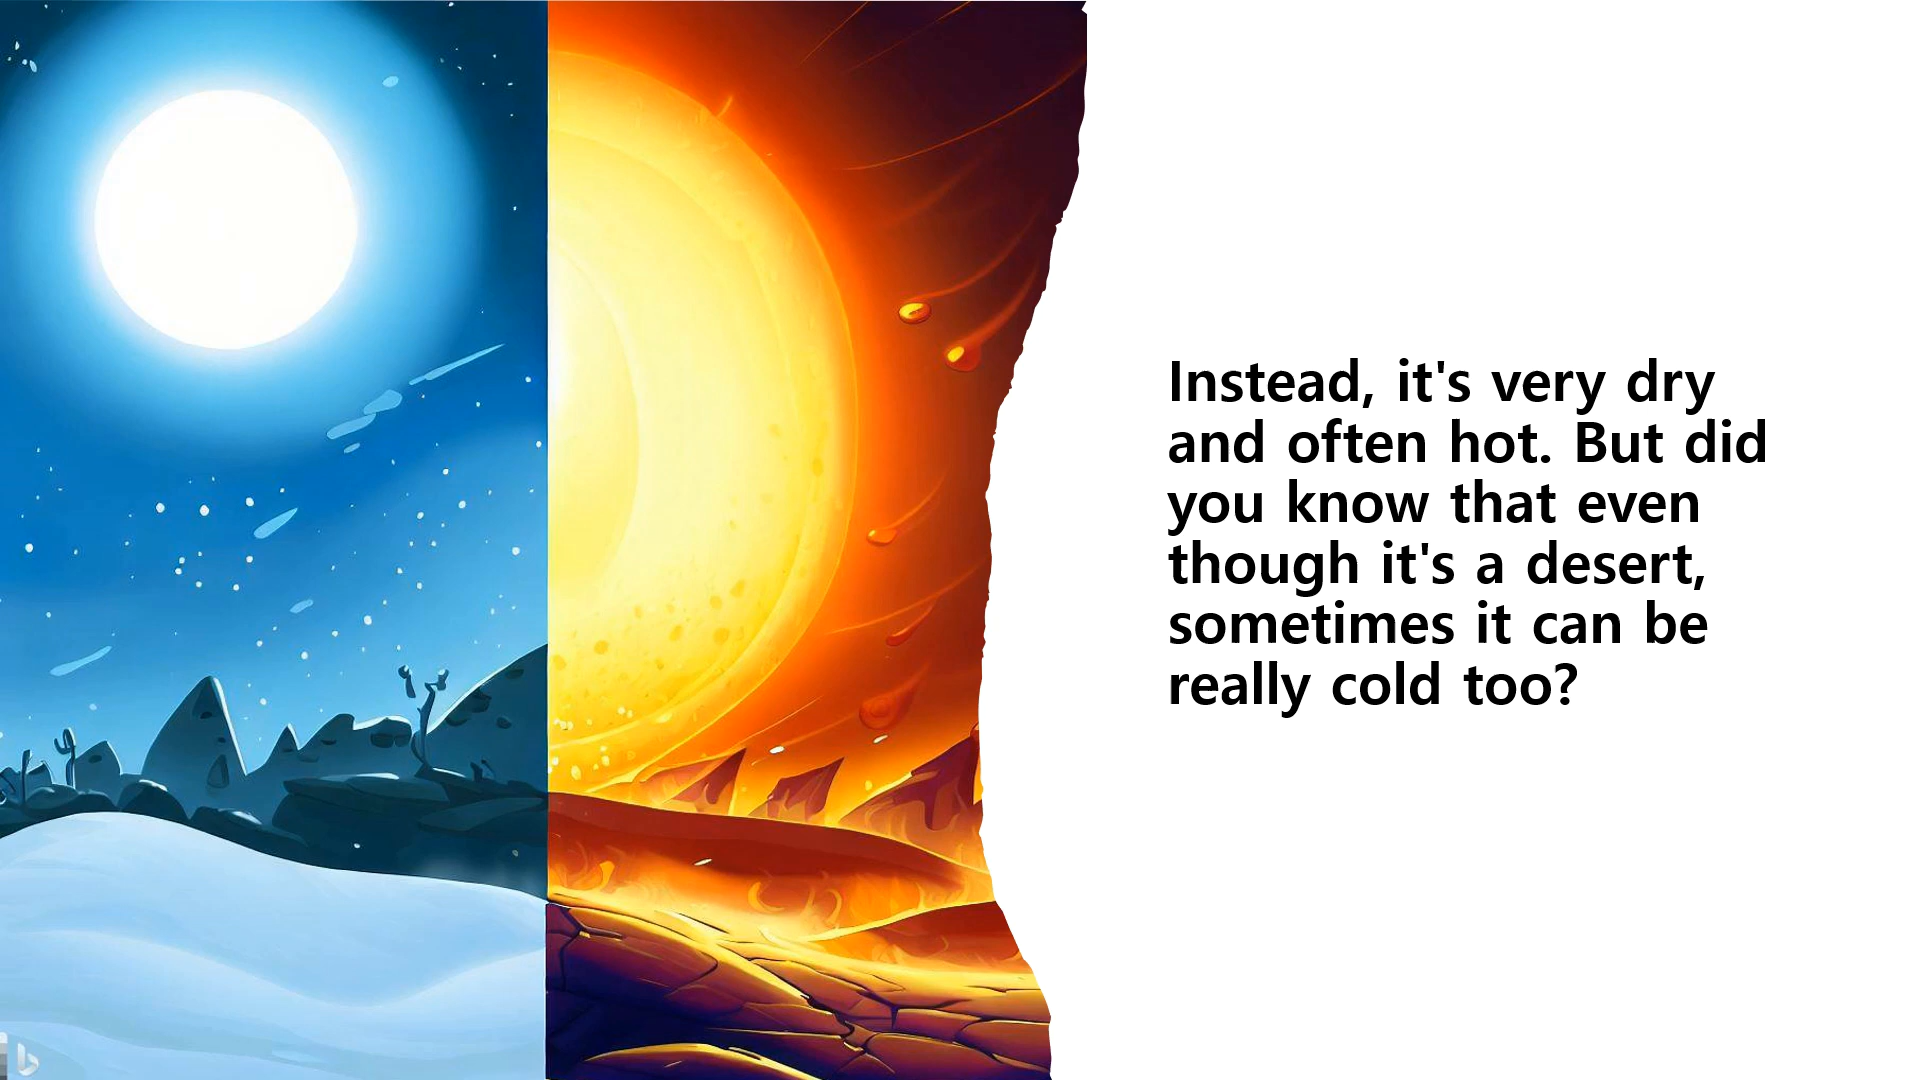 Instead, it's very dry
and often hot. But did
you know that even
though it's a desert,
sometimes it can be
really cold too?